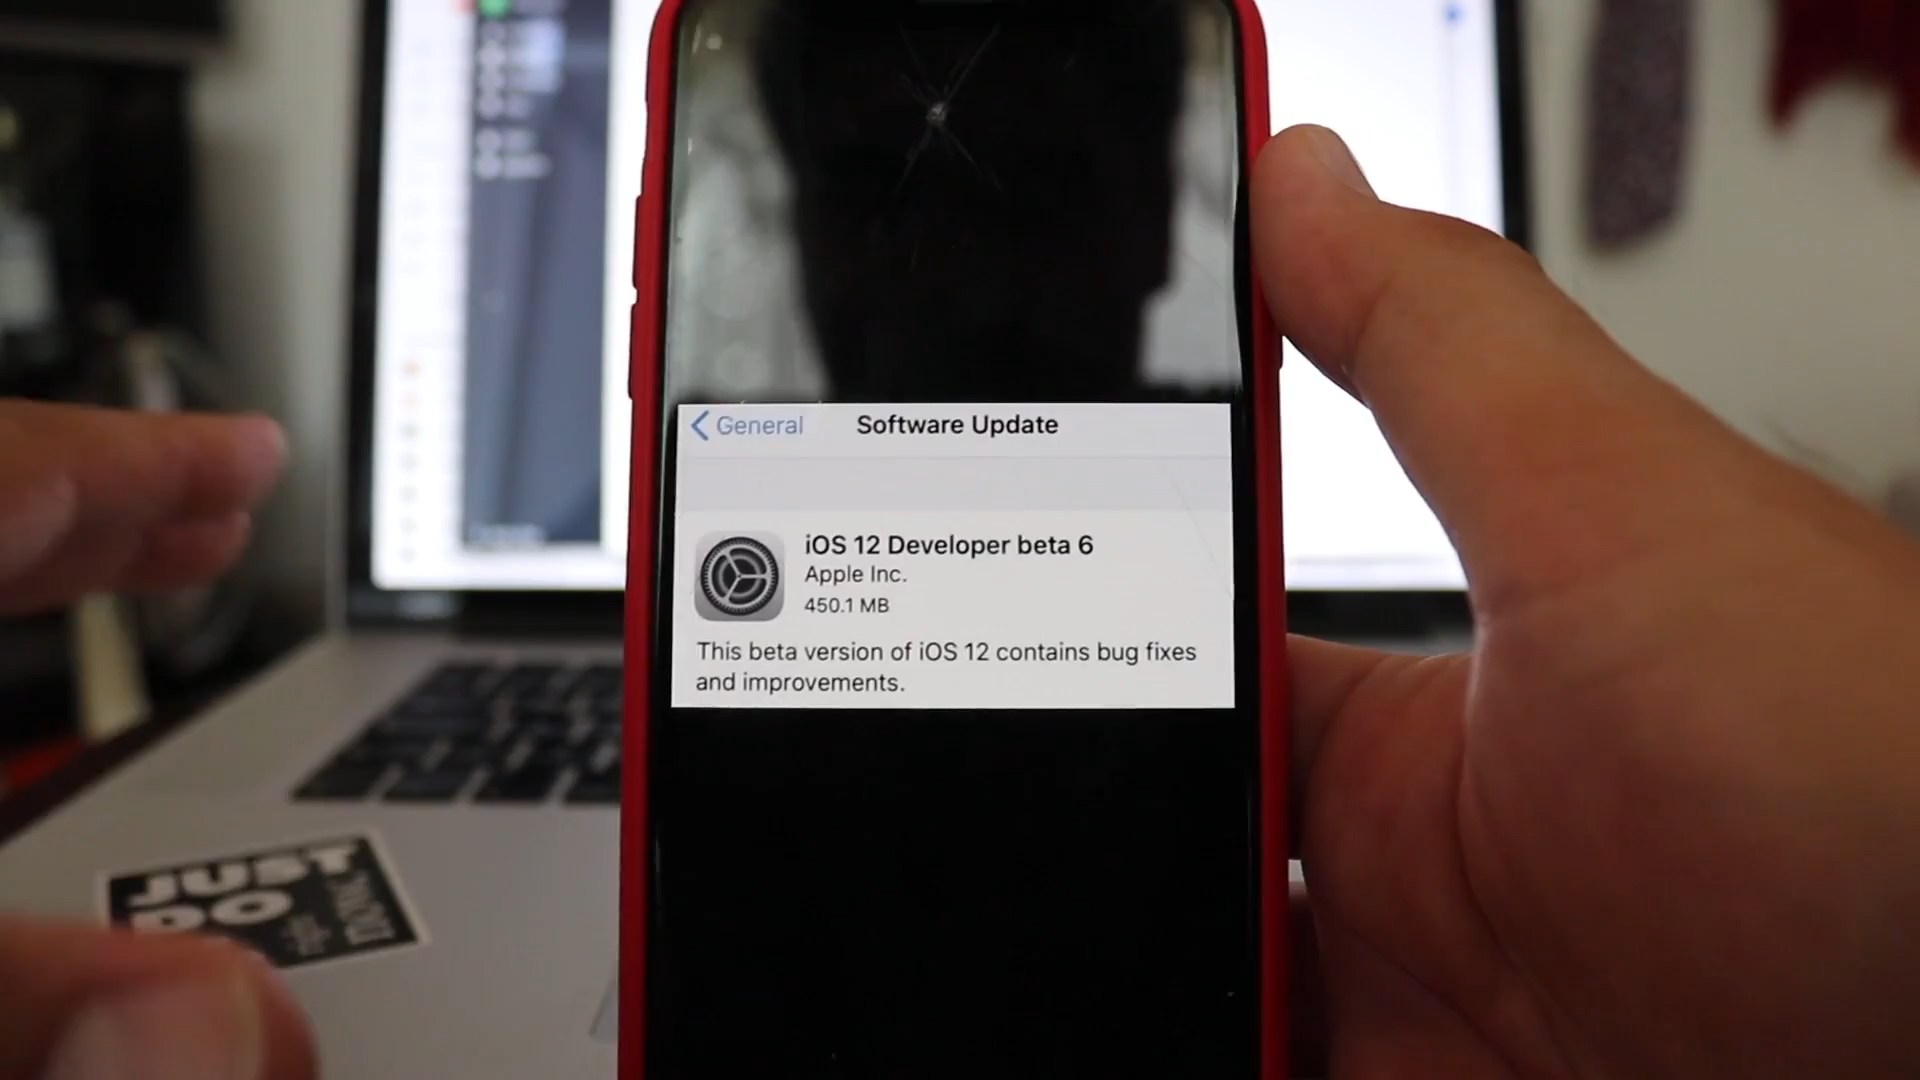 General
Software Update
iOS 12 Developer beta 6
Apple Inc.
450.1 MB
This beta version of iOS 12 contains bug fixes
and improvements.
JUST
DO